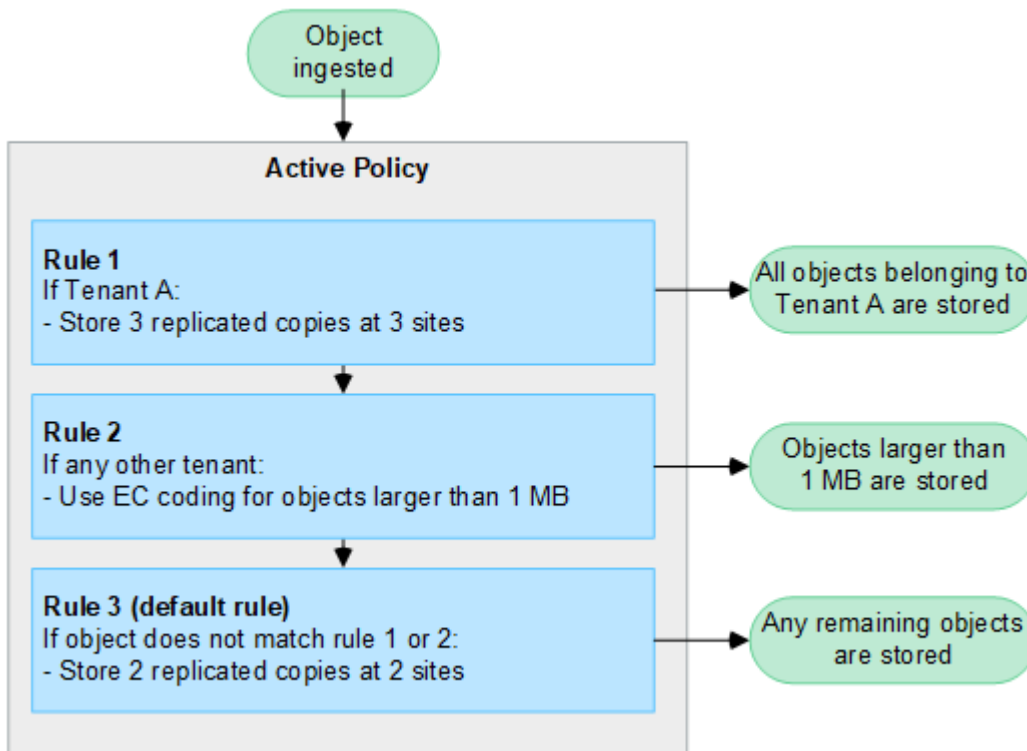 Object
ingested
Active Policy
Rule 1
If Tenant A:
- Store 3 replicated copies at 3 sites
All objects belonging to
Tenant A are stored
Rule 2
If any other tenant:
- Use EC coding for objects larger than 1 MB
Objects larger than
1 MB are stored
Rule 3 (default rule)
If object does not match rule 1 or 2:
- Store 2 replicated copies at 2 sites
Any remaining objects
are stored